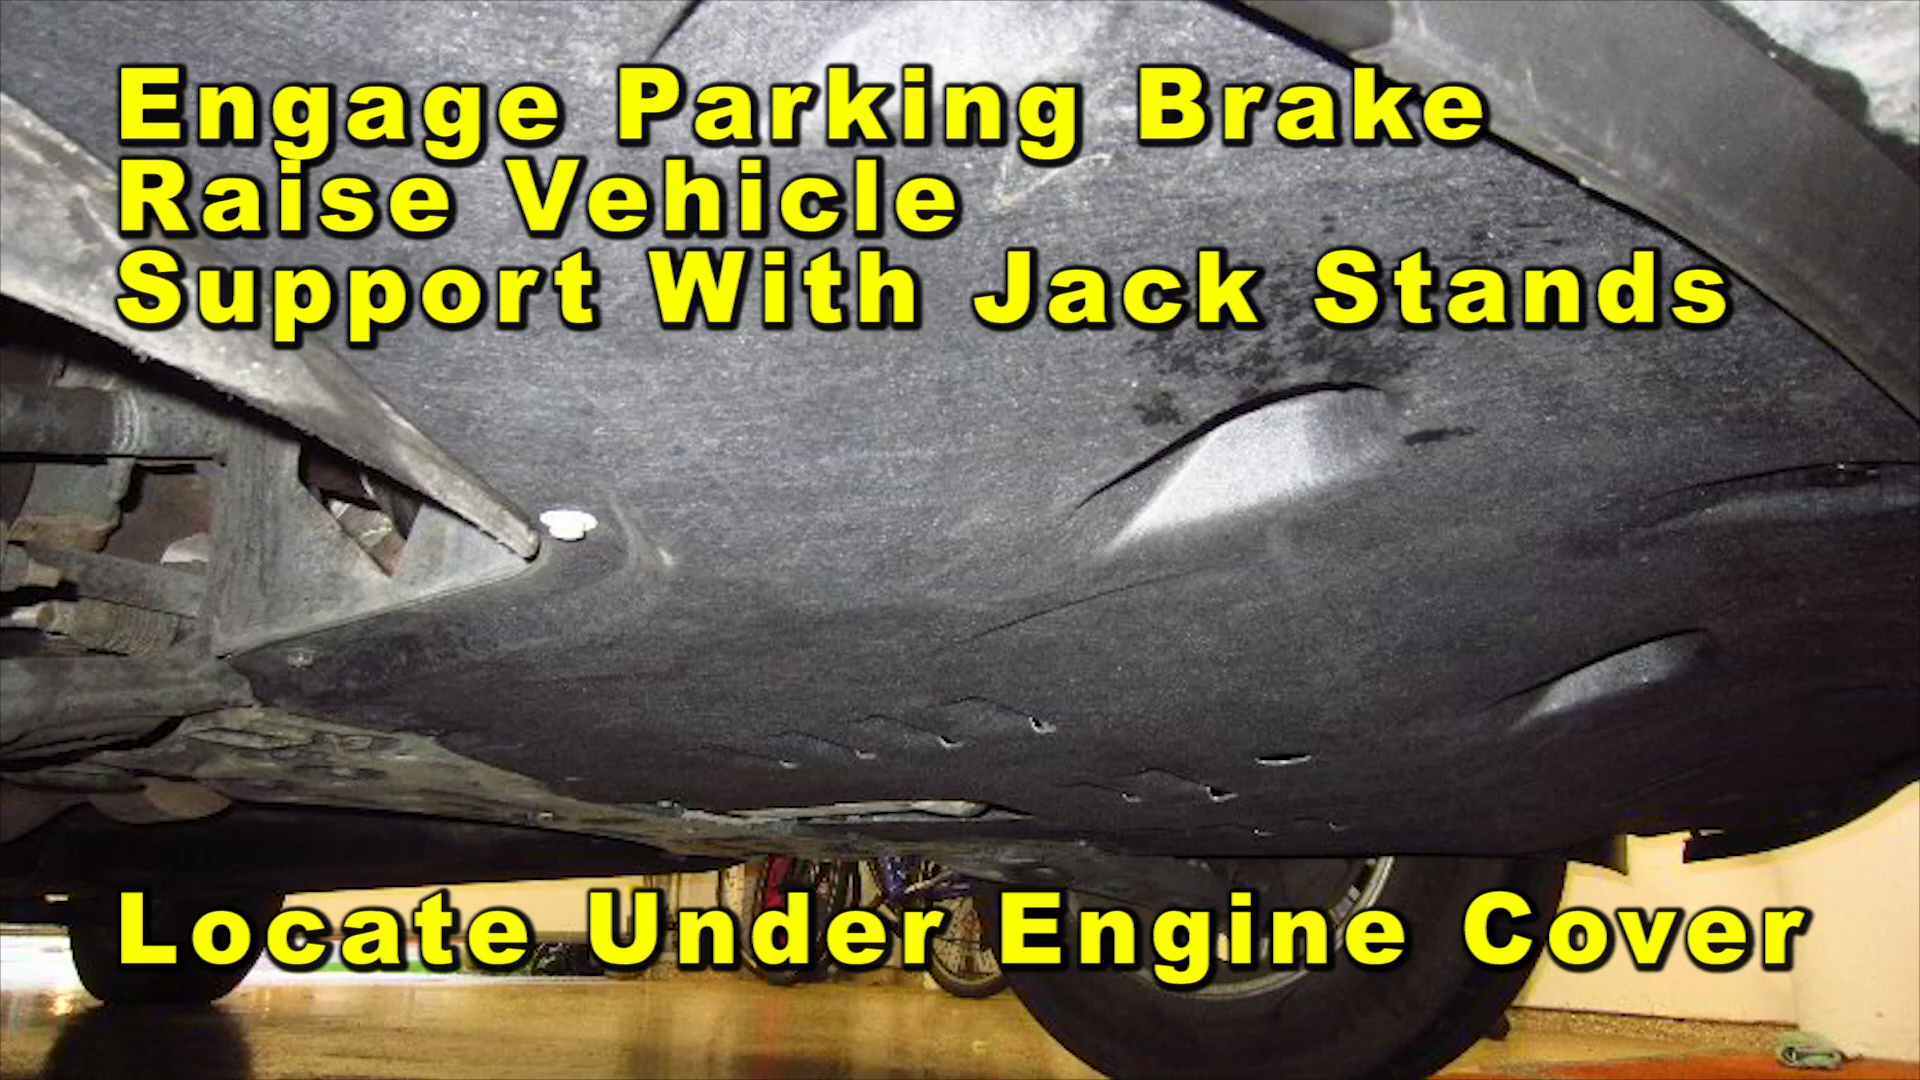 Engage Parking Brake
Raise Vehicle
Support With Jack Stands
Locate Under Engine Cover